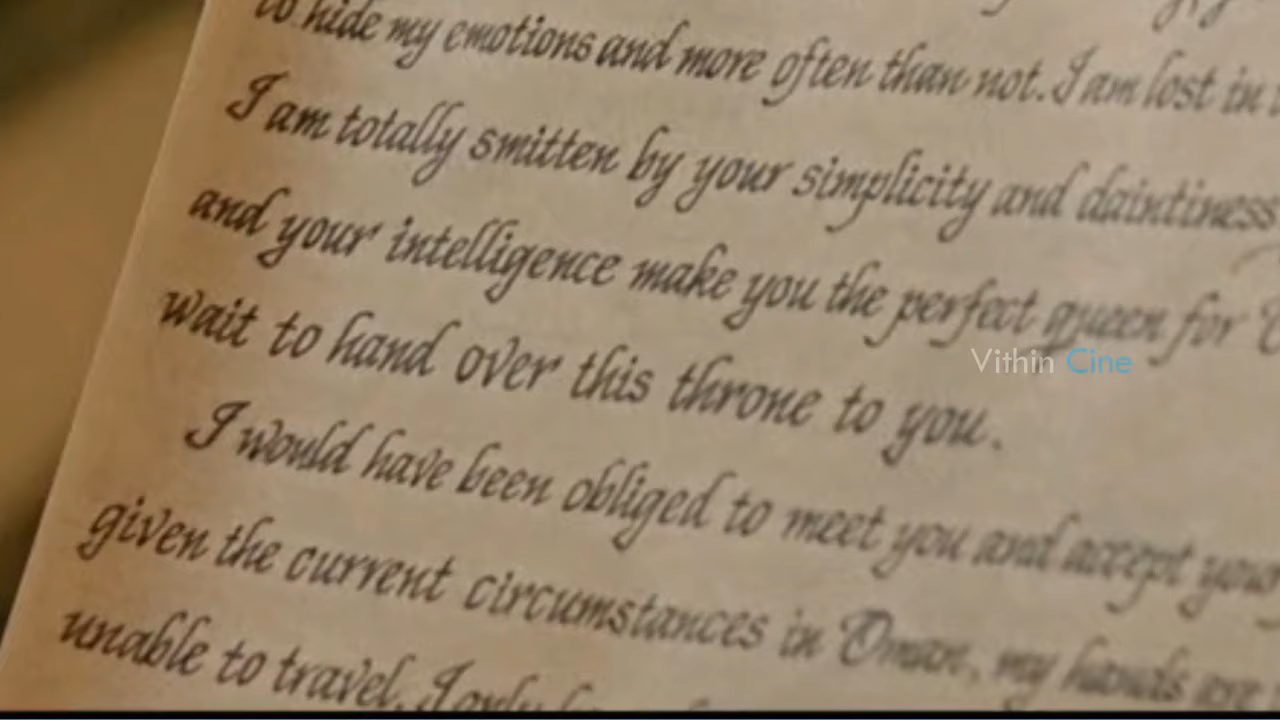 to hide my emotions and more often than not. I am lost in
I am totally smitten by your simplicity and daintiness
and your intelligence make you the perfect queen for
wait to hand over this throne to you.
Vithin Cine
I would have been obliged to meet you and accept your
given the current circumstances in Oman, my hands are
unable to travel. I only